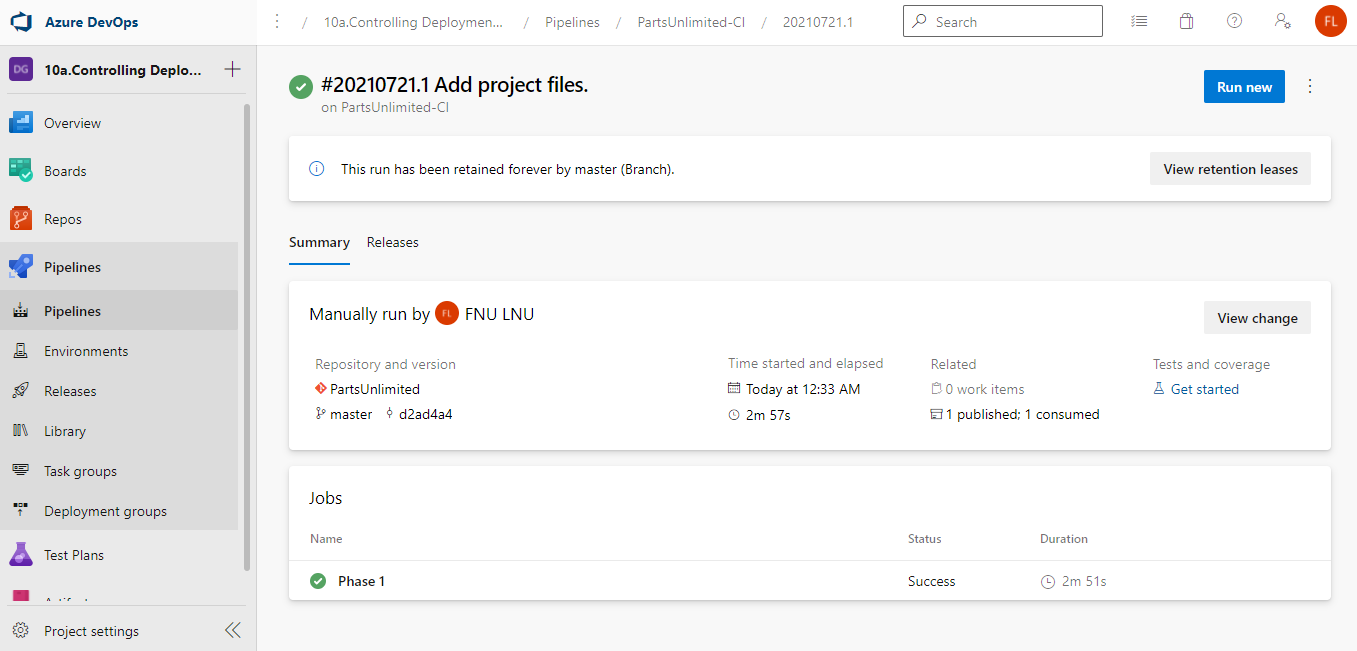 Azure DevOps
/ 10a.Controlling Deploymen... / Pipelines / PartsUnlimited-CI / 20210721.1
Search
FL
DG 10a.Controlling Deplo...
Overview
Boards
Repos
Pipelines
Pipelines
Environments
Releases
Library
Task groups
Deployment groups
Test Plans
Project settings
#20210721.1 Add project files.
on PartsUnlimited-CI
Run new
This run has been retained forever by master (Branch).
View retention leases
Summary Releases
Manually run by FL FNU LNU
View change
Repository and version
PartsUnlimited
master d2ad4a4
Time started and elapsed
Today at 12:33 AM
2m 57s
Related
0 work items
1 published; 1 consumed
Tests and coverage
Get started
Jobs
Name Status Duration
Phase 1 Success 2m 51s